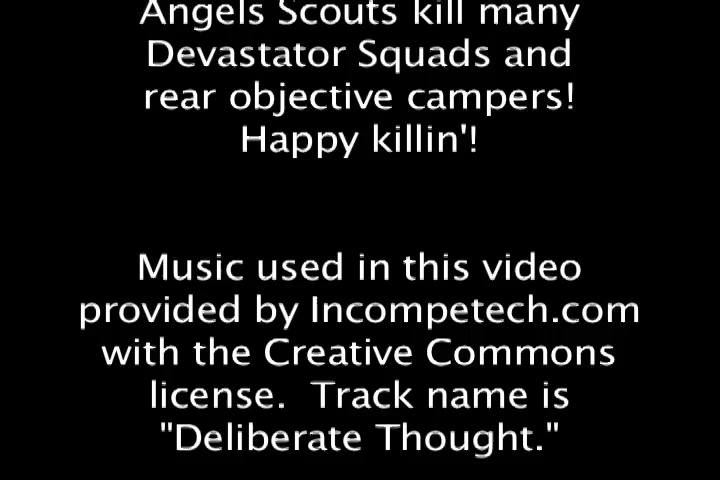 Angels Scouts kill many
Devastator Squads and
rear objective campers!
Happy killin'!
Music used in this video
provided by Incompetech.com
with the Creative Commons
license.  Track name is
"Deliberate Thought."